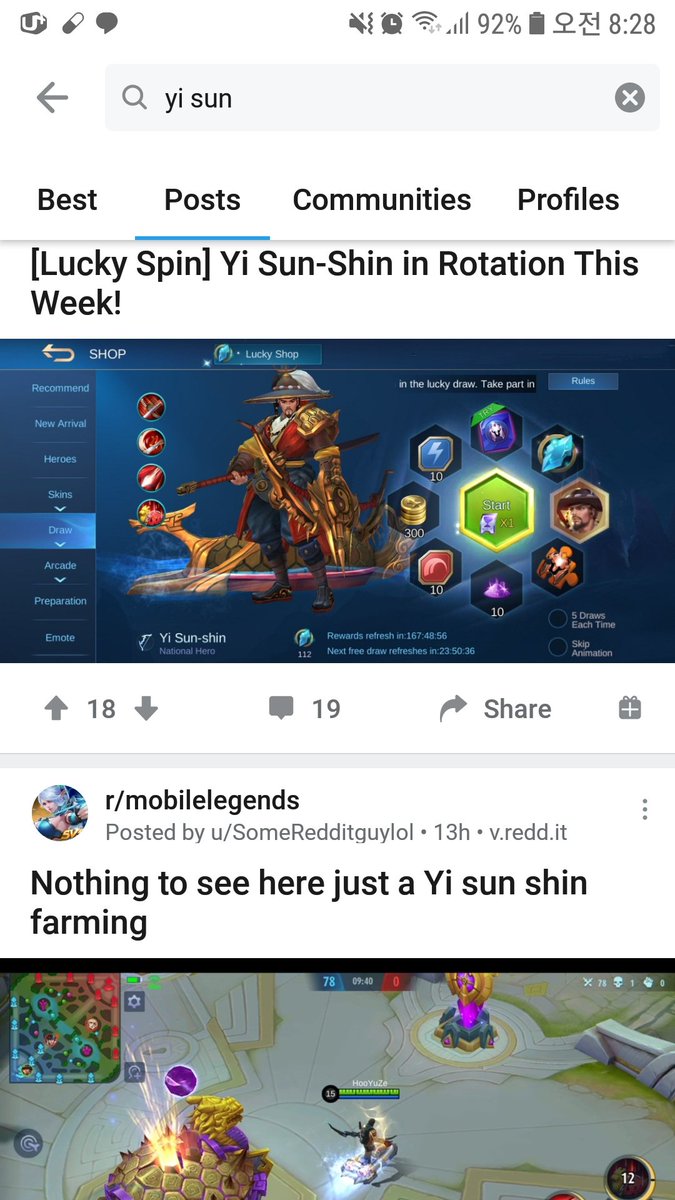 92% 오전 8:28
yi sun
Best Posts Communities Profiles
[Lucky Spin] Yi Sun-Shin in Rotation This
Week!
SHOP
Lucky Shop
in the lucky draw. Take part in
Rules
Recommend
New Arrival
Heroes
Skins
Draw
Arcade
Preparation
Emote
10
300
Start
X1
10
10
5 Draws
Each Time
Skip
Animation
Yi Sun-shin
National Hero
112
Rewards refresh in:167:48:56
Next free draw refreshes in:23:50:36
18
19
Share
r/mobilelegends
Posted by u/SomeRedditguylol • 13h • v.redd.it
Nothing to see here just a Yi sun shin
farming
78 09:40 0
78 1 0
15
HooYuZe
12